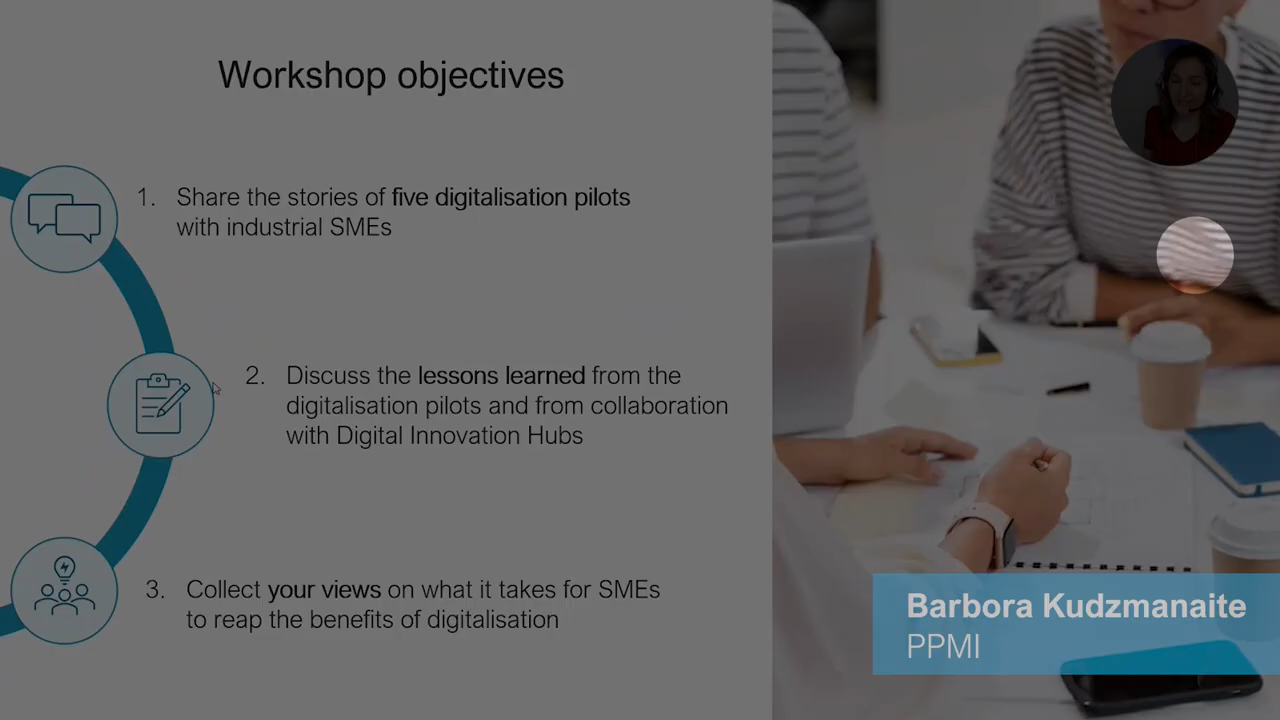 Workshop objectives
1. Share the stories of five digitalisation pilots
with industrial SMEs
2. Discuss the lessons learned from the
digitalisation pilots and from collaboration
with Digital Innovation Hubs
3. Collect your views on what it takes for SMEs
to reap the benefits of digitalisation
Barbora Kudzmanaite
PPMI